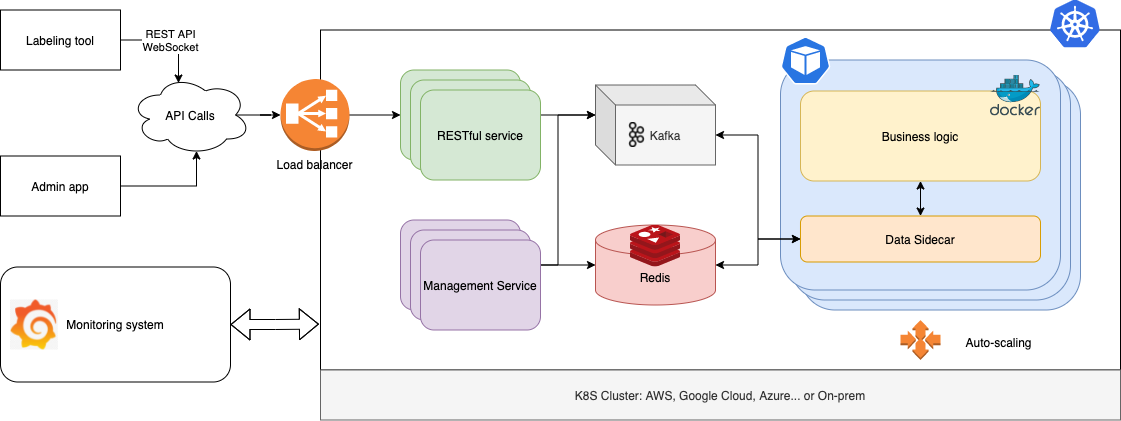 Labeling tool
REST API
WebSocket
API Calls
Admin app
Load balancer
RESTful service
Kafka
docker
Business logic
Data Sidecar
Management Service
Redis
Monitoring system
Auto-scaling
K8S Cluster: AWS, Google Cloud, Azure... or On-prem